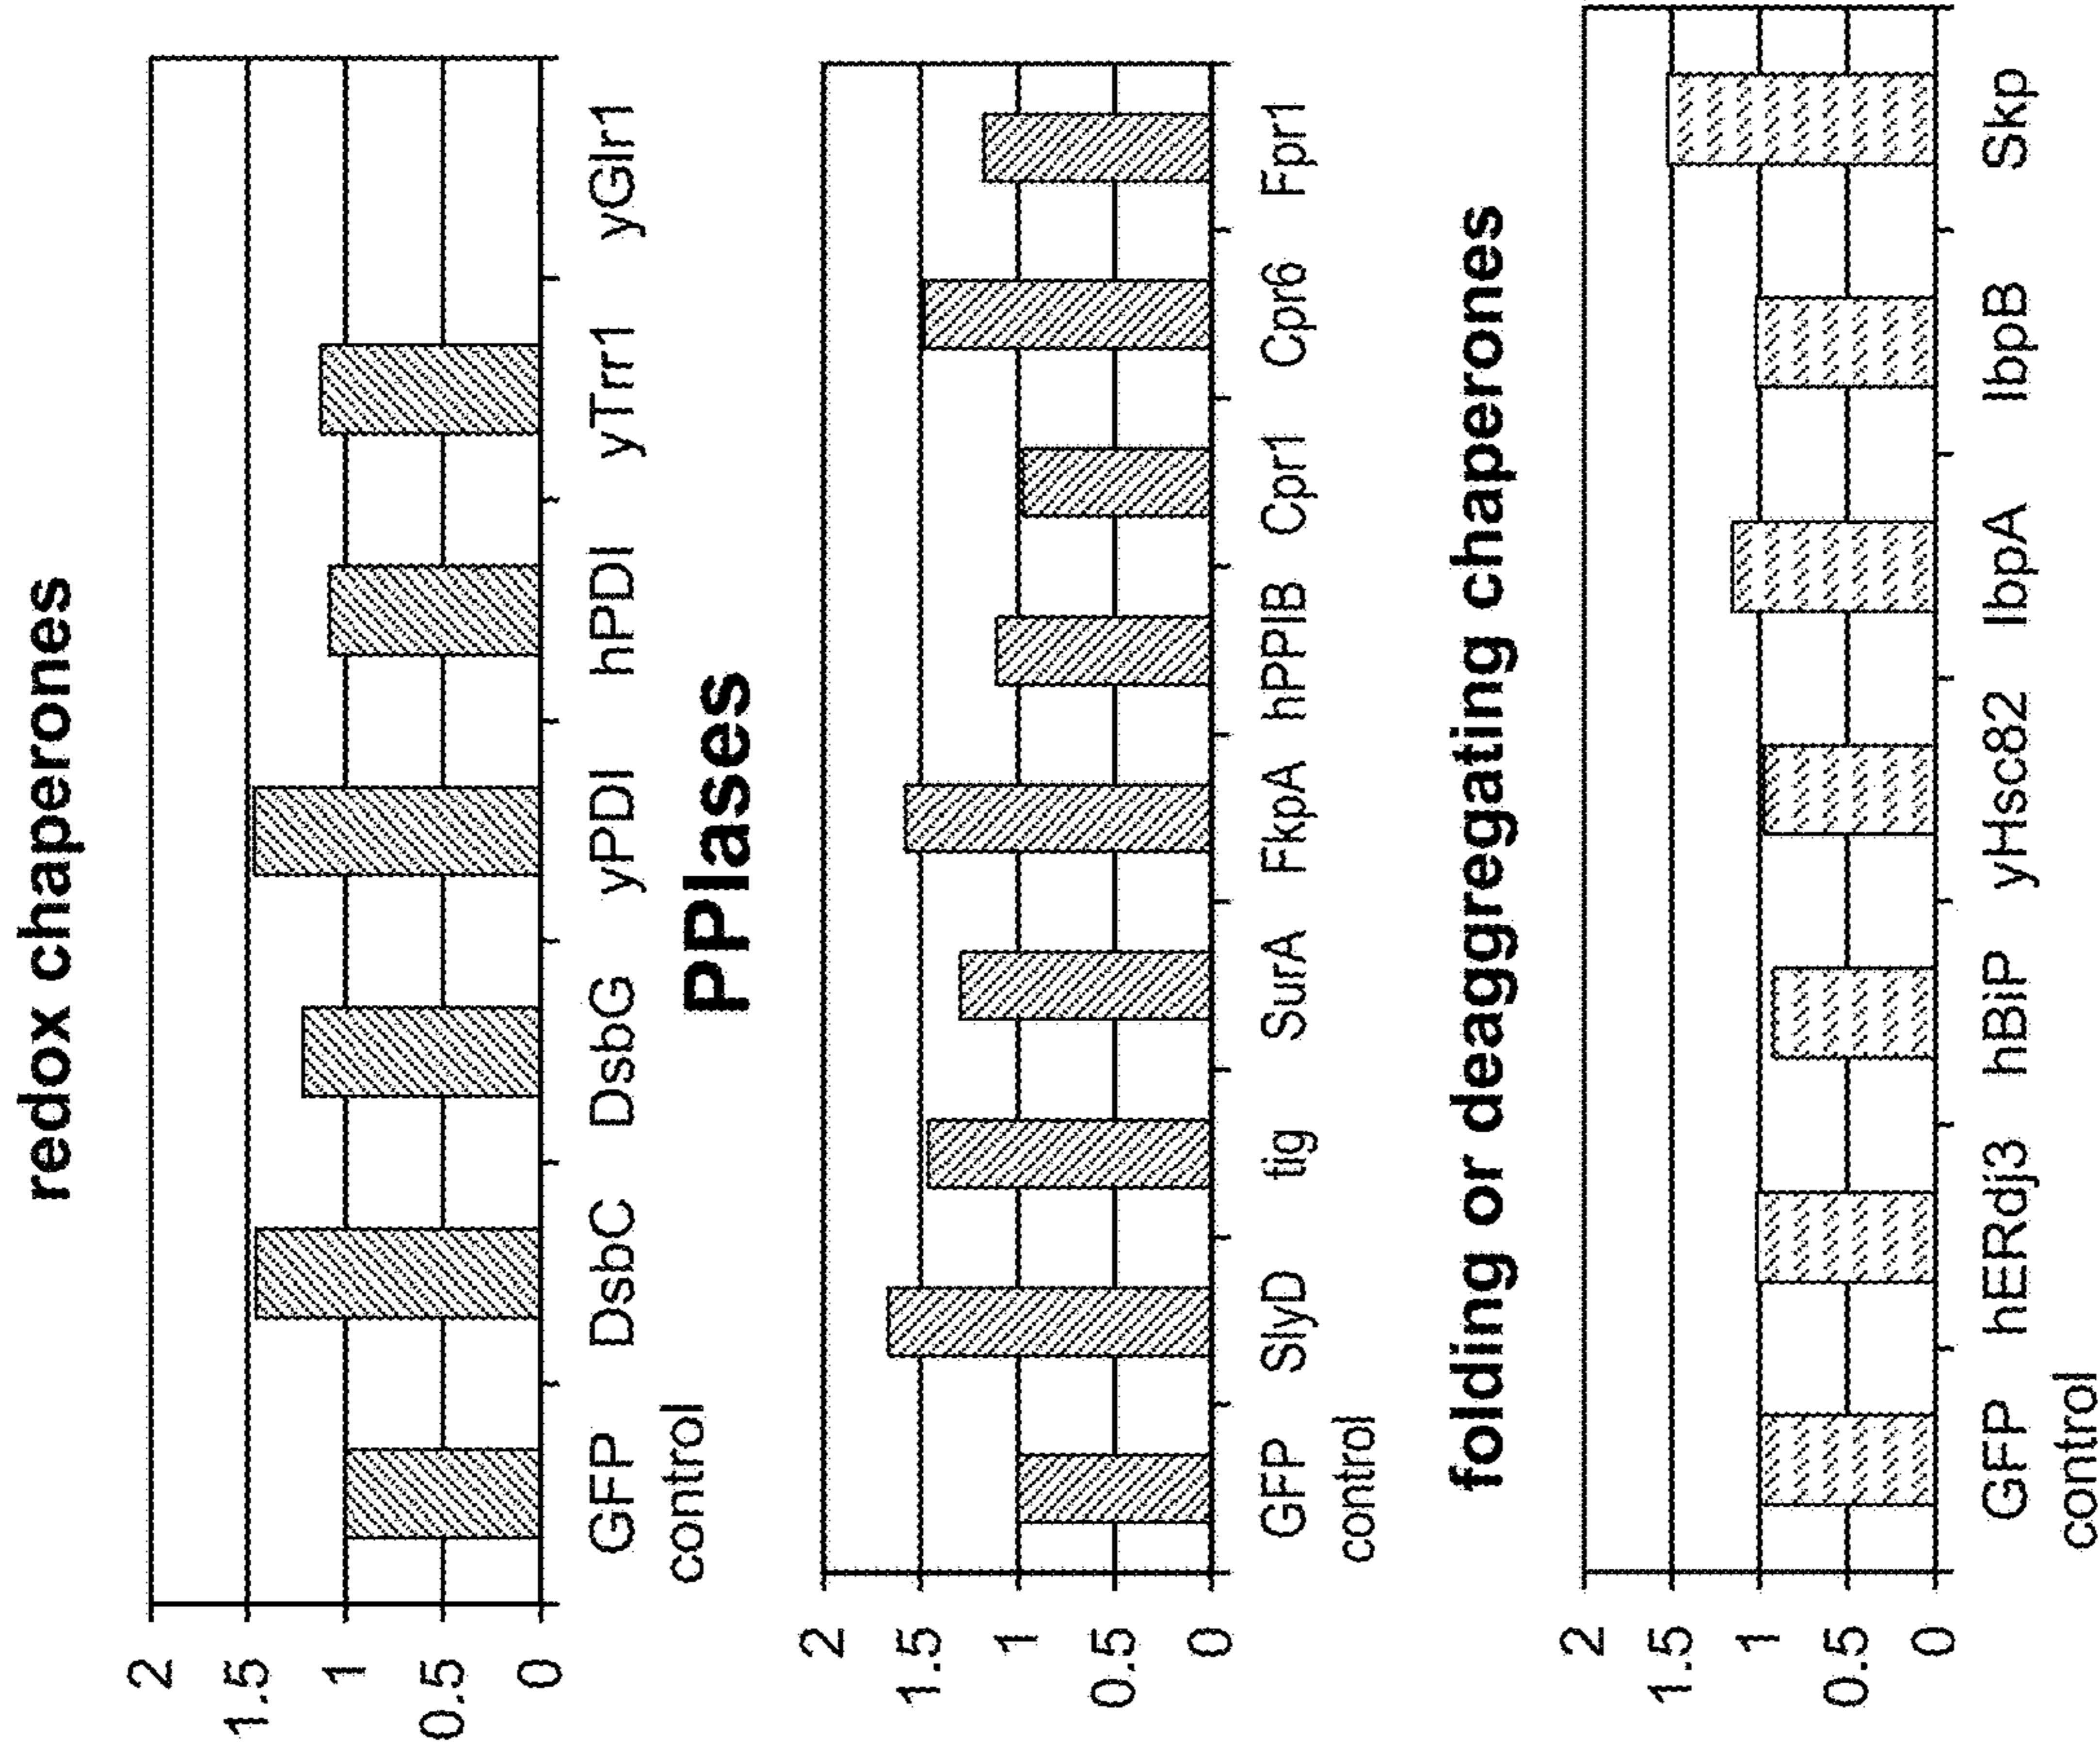 redox chaperones
2
1.5
1
0.5
0
GFP control
DsbC
DsbG
yPDI
hPDI
yTrr1
yGlr1
PPIases
2
1.5
1
0.5
0
GFP control
SlyD
tig
SurA
FkpA
hPPIB
Cpr1
Cpr6
Fpr1
folding or deaggregating chaperones
2
1.5
1
0.5
0
GFP control
hERdj3
hBiP
yHsc82
IbpA
IbpB
Skp